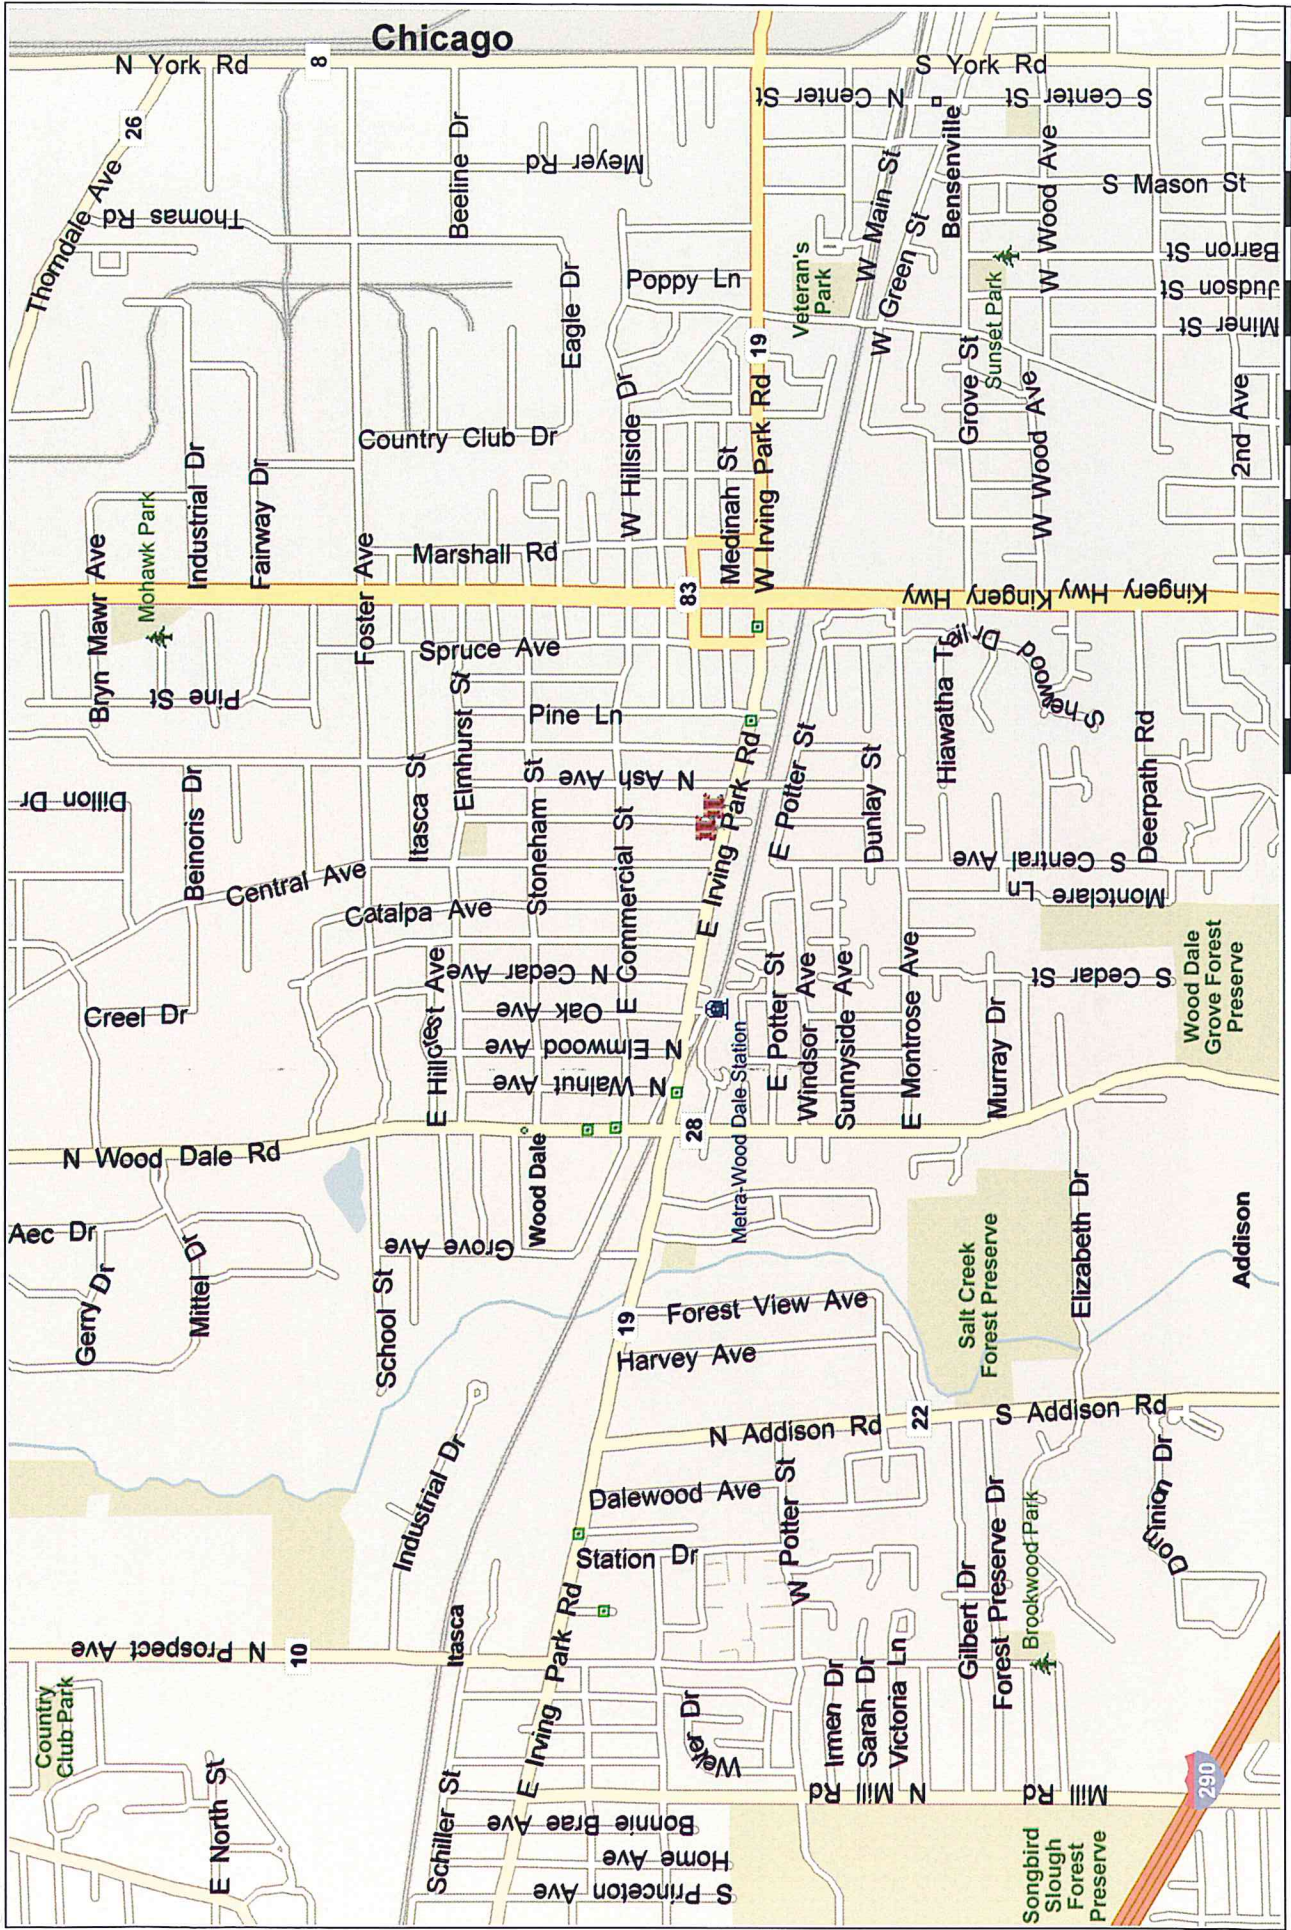 Chicago
N York Rd
8
S York Rd
26
Thorndale Ave
Thomas Rd
Beeline Dr
Meyer Rd
N Center St
S Center St
Bensenville
W Main St
W Green St
W Wood Ave
S Mason St
Barron St
Judson St
Miner St
Eagle Dr
Poppy Ln
Veteran's
Park
Sunset Park
Grove St
19
W Hillside Dr
Country Club Dr
Medinah St
W Irving Park Rd
W Wood Ave
2nd Ave
Bryn Mawr Ave
Mohawk Park
Industrial Dr
Fairway Dr
Foster Ave
Marshall Rd
83
Kingery Hwy
Kingery Hwy
Kingery Hwy
Pine St
Spruce Ave
Elmhurst St
Pine Ln
Hiawatha Trail
Sherwood Dr
Deerpath Rd
Dillon Dr
Beinoris Dr
Itasca St
Stoneham St
N Ash Ave
E Commercial St
E Irving Park Rd
E Potter St
Dunlay St
S Central Ave
Montclare Ln
Central Ave
Catalpa Ave
Creel Dr
E Hillcrest Ave
N Cedar Ave
Oak Ave
N Elmwood Ave
N Walnut Ave
E Potter St
Windsor Ave
Sunnyside Ave
E Montrose Ave
Murray Dr
S Cedar St
Wood Dale
Grove Forest
Preserve
Metra-Wood Dale Station
28
N Wood Dale Rd
Wood Dale
Aec Dr
Gerry Dr
Mittel Dr
School St
Grove Ave
19
Forest View Ave
Harvey Ave
Salt Creek
Forest Preserve
Elizabeth Dr
Addison
N Addison Rd
22
S Addison Rd
Industrial Dr
Dalewood Ave
Station Dr
W Potter St
Gilbert Dr
Forest Preserve Dr
Brookwood Park
Dominion Dr
N Prospect Ave
10
Itasca
E Irving Park Rd
Country
Club Park
E North St
Schiller St
Bonnie Brae Ave
Home Ave
S Princeton Ave
Weiler Dr
Irmen Dr
Sarah Dr
Victoria Ln
N Mill Rd
Mill Rd
290
Songbird
Slough
Forest
Preserve